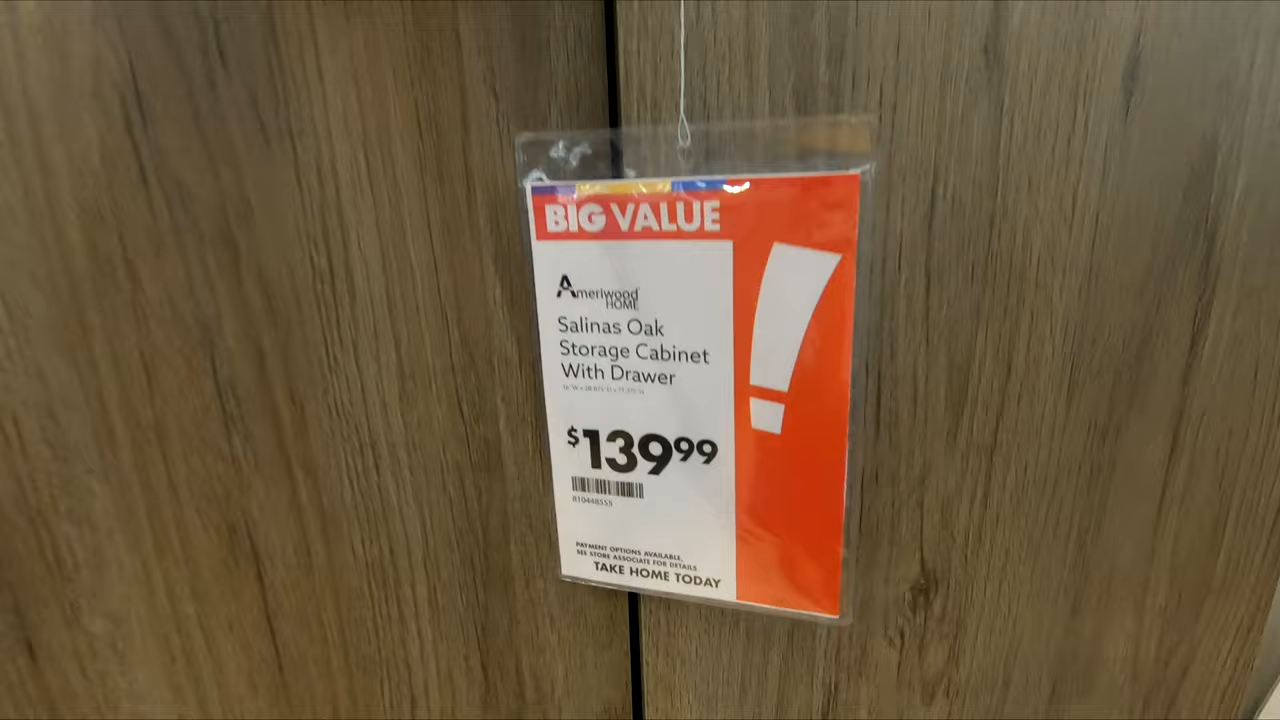 BIG VALUE
Ameriwood
HOME
Salinas Oak
Storage Cabinet
With Drawer
$139.99
810448555
PAYMENT OPTIONS AVAILABLE,
SEE STORE ASSOCIATE FOR DETAILS
TAKE HOME TODAY